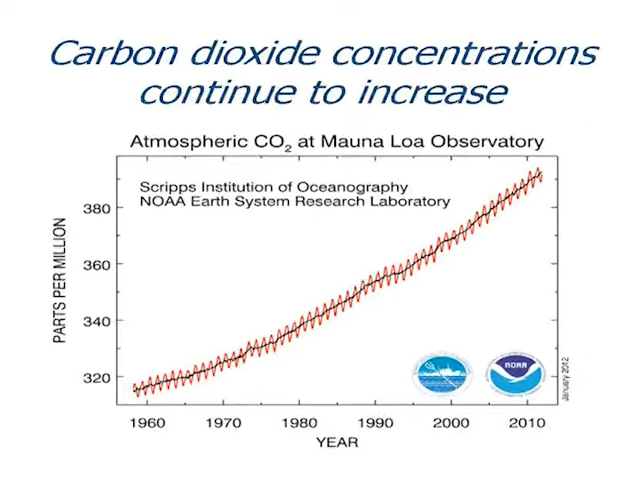 Carbon dioxide concentrations
continue to increase
Atmospheric CO₂ at Mauna Loa Observatory
Scripps Institution of Oceanography
NOAA Earth System Research Laboratory
PARTS PER MILLION
380
360
340
320
NOAA
January 2012
1960 1970 1980 1990 2000 2010
YEAR